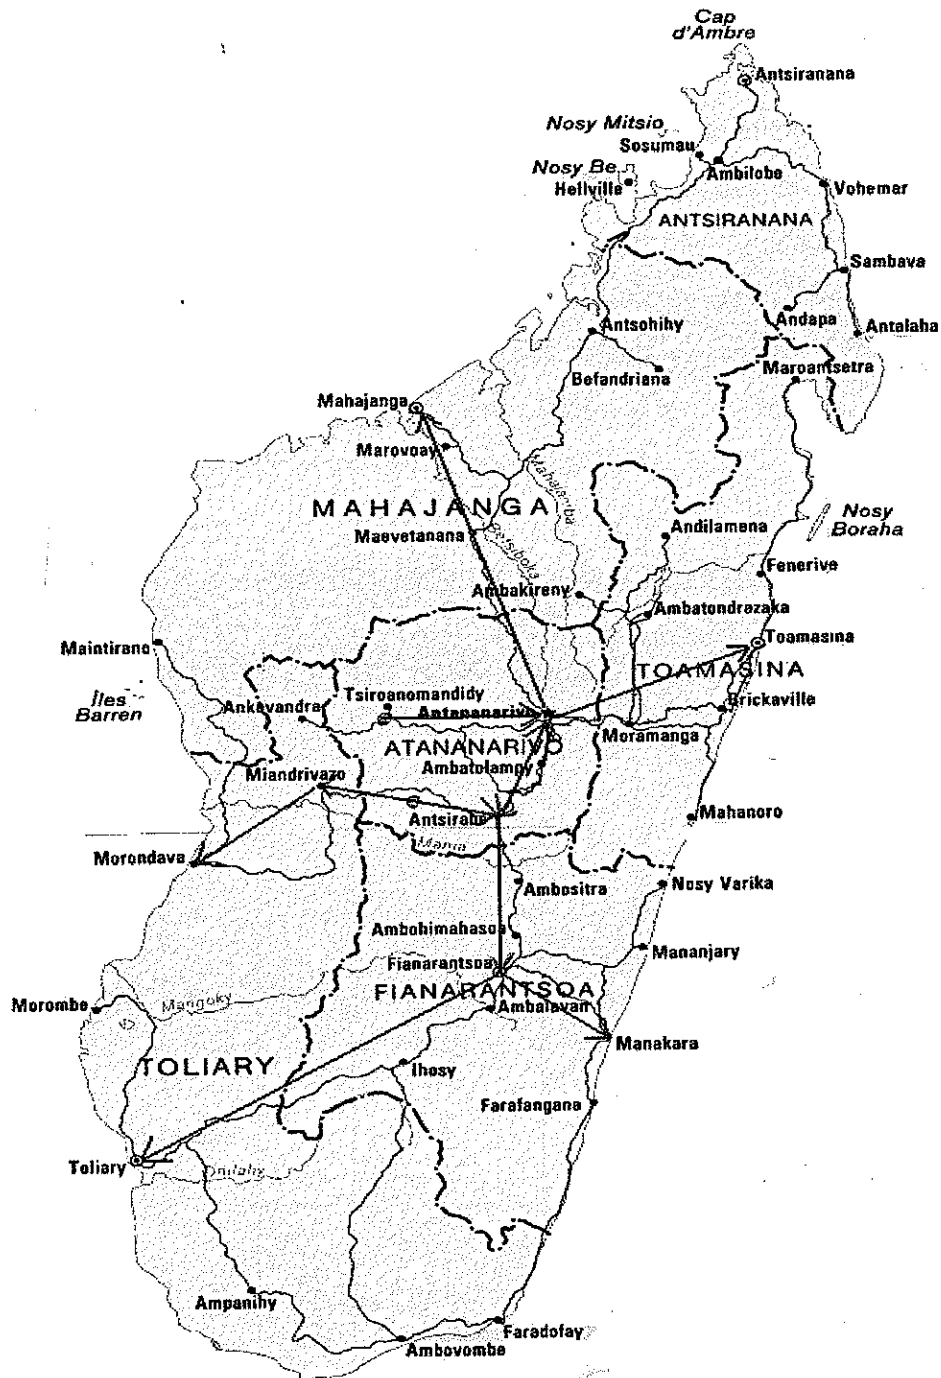 Cap
d'Ambre
Antsiranana
Nosy Mitsio
Sosumau
Ambilobe
Nosy Be
Hellville
Vohemar
ANTSIRANANA
Sambava
Andapa
Antalaha
Antsohihy
Befandriana
Maroantsetra
Mahajanga
Marovoay
Mahajamba
MAHAJANGA
Nosy
Boraha
Andilamena
Maevetanana
Betsiboka
Fenerive
Ambakireny
Ambatondrazaka
Maintirano
Toamasina
TOAMASINA
Îles
Barren
Tsiroanomandidy
Ankavandra
Antananarivo
Brickaville
Moramanga
ATANANARIVO
Ambatolampy
Miandrivazo
Antsirabe
Mahanoro
Mania
Morondava
Ambositra
Nosy Varika
Ambohimahasoa
Mananjary
Fianarantsoa
FIANARANTSOA
Morombe
Mangoky
Ambalavan
Manakara
TOLIARY
Ihosy
Farafangana
Toliary
Onilahy
Ampanihy
Faradofay
Ambovombe